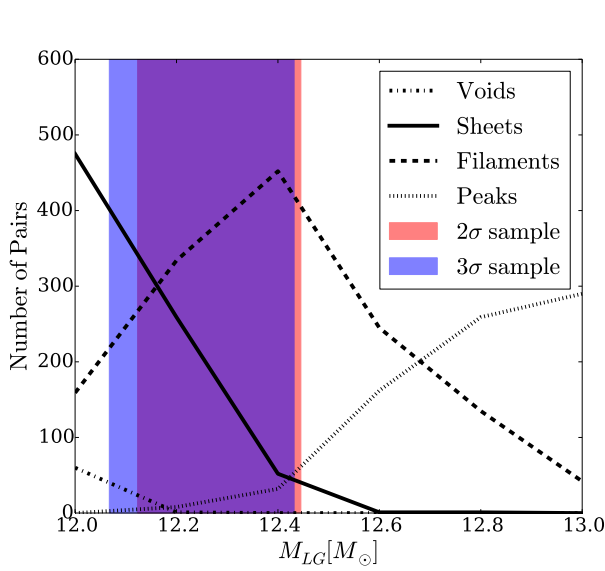 600
500
400
300
200
100
0
Number of Pairs
Voids
Sheets
Filaments
Peaks
2σ sample
3σ sample
12.0 12.2 12.4 12.6 12.8 13.0
M_{LG}[M_⊙]